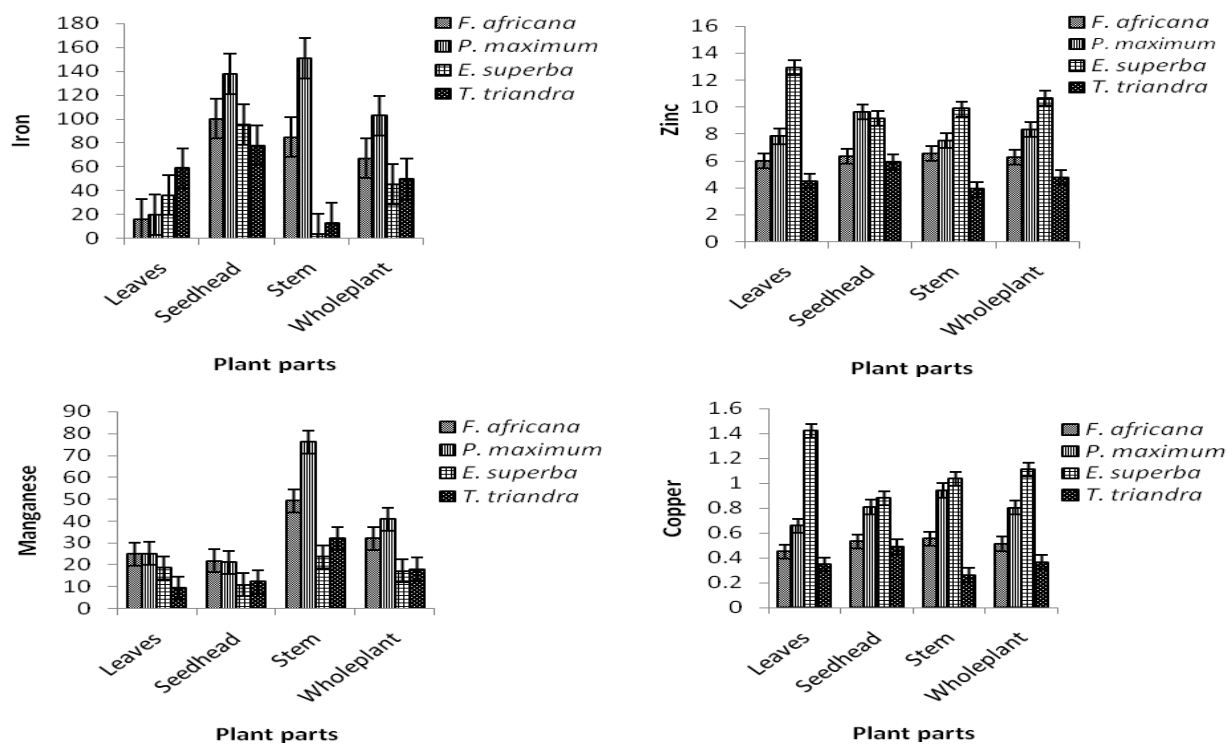 Iron
180
160
140
120
100
80
60
40
20
0
Leaves
Seedhead
Stem
Wholeplant
Plant parts
F. africana
P. maximum
E. superba
T. triandra
Zinc
16
14
12
10
8
6
4
2
0
Leaves
Seedhead
Stem
Wholeplant
Plant parts
F. africana
P. maximum
E. superba
T. triandra
Manganese
90
80
70
60
50
40
30
20
10
0
Leaves
Seedhead
Stem
Wholeplant
Plant parts
F. africana
P. maximum
E. superba
T. triandra
Copper
1.6
1.4
1.2
1
0.8
0.6
0.4
0.2
0
Leaves
Seedhead
Stem
Wholeplant
Plant parts
F. africana
P. maximum
E. superba
T. triandra